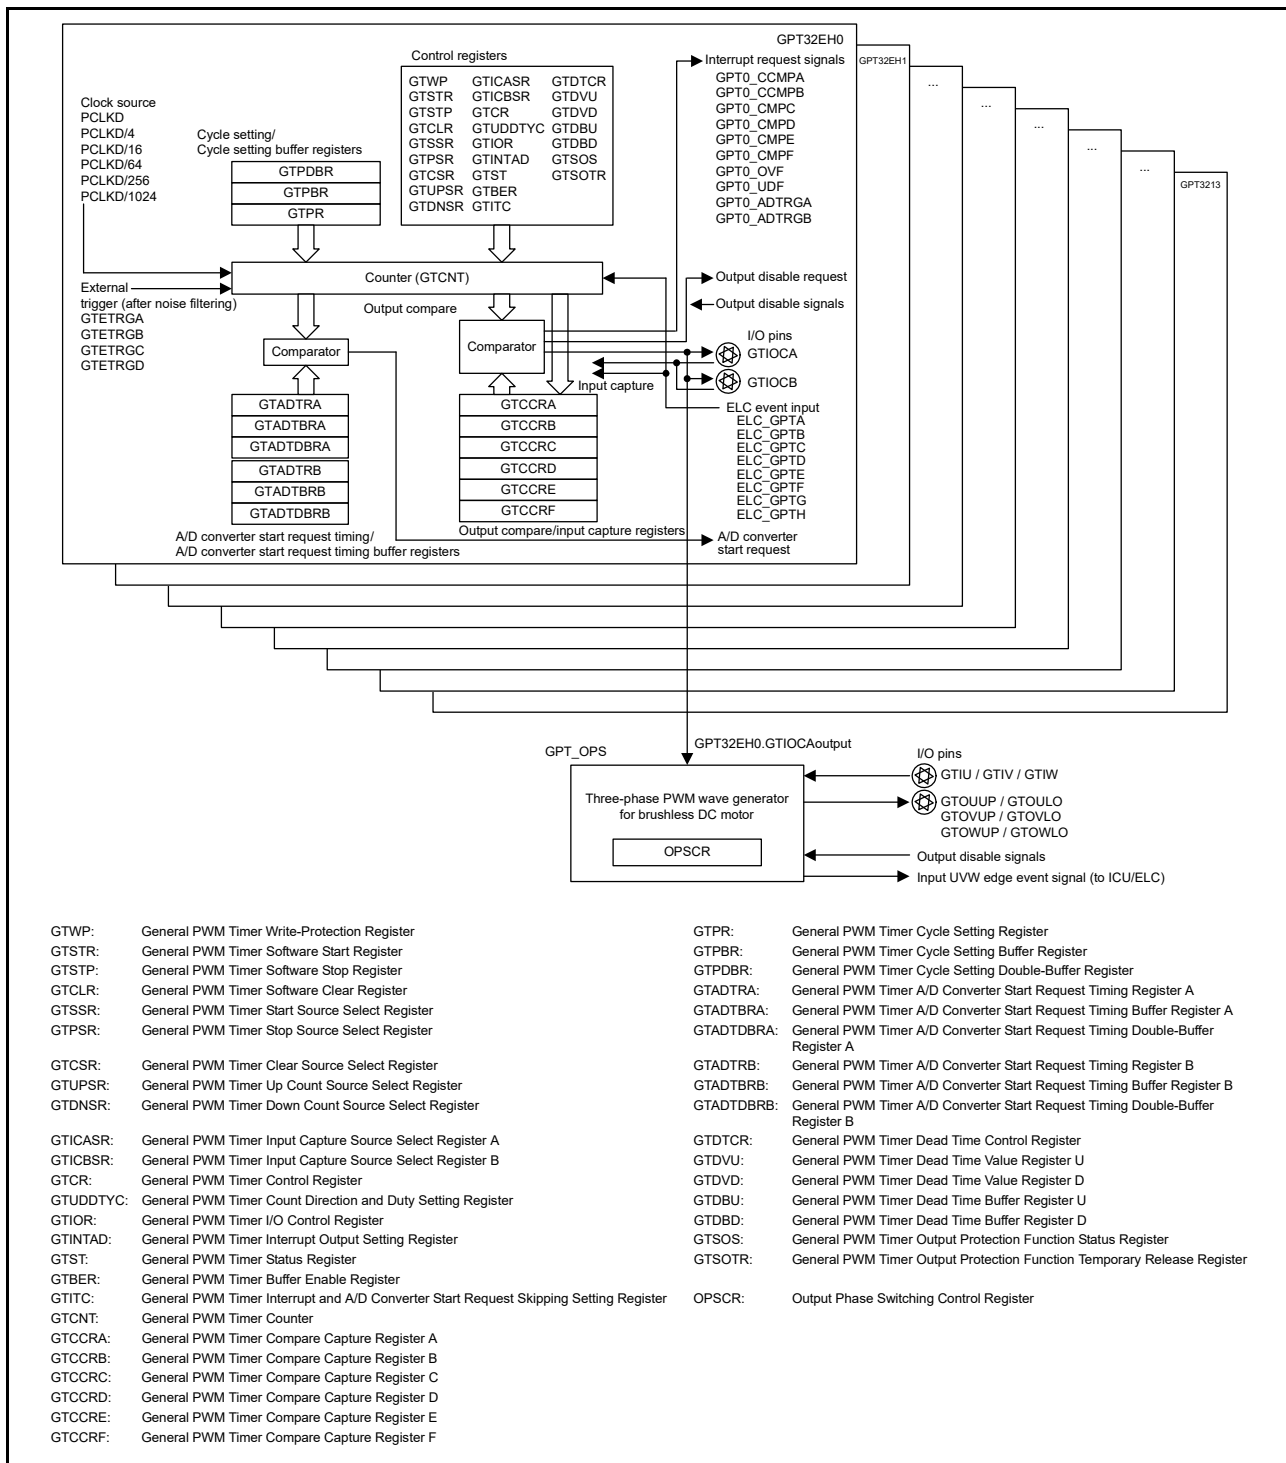 GPT32EH0
GPT32EH1
...
...
...
...
...
GPT3213
Control registers
GTWP GTICASR GTDTCR
GTSTR GTICBSR GTDVU
GTSTP GTCR GTDVD
GTCLR GTUDDTYC GTDBU
GTSSR GTIOR GTDBD
GTPSR GTINTAD GTSOS
GTCSR GTST GTSOTR
GTUPSR GTBER
GTDNSR GTITC
Interrupt request signals
GPT0_CCMPA
GPT0_CCMPB
GPT0_CMPC
GPT0_CMPD
GPT0_CMPE
GPT0_CMPF
GPT0_OVF
GPT0_UDF
GPT0_ADTRGA
GPT0_ADTRGB
Clock source
PCLKD
PCLKD/4
PCLKD/16
PCLKD/64
PCLKD/256
PCLKD/1024
Cycle setting/
Cycle setting buffer registers
GTPDBR
GTPBR
GTPR
Counter (GTCNT)
External
trigger (after noise filtering)
GTETRGA
GTETRGB
GTETRGC
GTETRGD
Output compare
Comparator
Comparator
Output disable request
Output disable signals
I/O pins
GTIOCA
GTIOCB
Input capture
ELC event input
ELC_GPTA
ELC_GPTB
ELC_GPTC
ELC_GPTD
ELC_GPTE
ELC_GPTF
ELC_GPTG
ELC_GPTH
GTADTRA
GTADTBRA
GTADTDBRA
GTADTRB
GTADTBRB
GTADTDBRB
GTCCRA
GTCCRB
GTCCRC
GTCCRD
GTCCRE
GTCCRF
A/D converter start request timing/
A/D converter start request timing buffer registers
Output compare/input capture registers
A/D converter
start request
GPT32EH0.GTIOCAoutput
GPT_OPS
Three-phase PWM wave generator
for brushless DC motor
OPSCR
I/O pins
GTIU / GTIV / GTIW
GTOUUP / GTOULO
GTOVUP / GTOVLO
GTOWUP / GTOWLO
Output disable signals
Input UVW edge event signal (to ICU/ELC)
GTWP: General PWM Timer Write-Protection Register
GTSTR: General PWM Timer Software Start Register
GTSTP: General PWM Timer Software Stop Register
GTCLR: General PWM Timer Software Clear Register
GTSSR: General PWM Timer Start Source Select Register
GTPSR: General PWM Timer Stop Source Select Register
GTCSR: General PWM Timer Clear Source Select Register
GTUPSR: General PWM Timer Up Count Source Select Register
GTDNSR: General PWM Timer Down Count Source Select Register
GTICASR: General PWM Timer Input Capture Source Select Register A
GTICBSR: General PWM Timer Input Capture Source Select Register B
GTCR: General PWM Timer Control Register
GTUDDTYC: General PWM Timer Count Direction and Duty Setting Register
GTIOR: General PWM Timer I/O Control Register
GTINTAD: General PWM Timer Interrupt Output Setting Register
GTST: General PWM Timer Status Register
GTBER: General PWM Timer Buffer Enable Register
GTITC: General PWM Timer Interrupt and A/D Converter Start Request Skipping Setting Register
GTCNT: General PWM Timer Counter
GTCCRA: General PWM Timer Compare Capture Register A
GTCCRB: General PWM Timer Compare Capture Register B
GTCCRC: General PWM Timer Compare Capture Register C
GTCCRD: General PWM Timer Compare Capture Register D
GTCCRE: General PWM Timer Compare Capture Register E
GTCCRF: General PWM Timer Compare Capture Register F
GTPR: General PWM Timer Cycle Setting Register
GTPBR: General PWM Timer Cycle Setting Buffer Register
GTPDBR: General PWM Timer Cycle Setting Double-Buffer Register
GTADTRA: General PWM Timer A/D Converter Start Request Timing Register A
GTADTBRA: General PWM Timer A/D Converter Start Request Timing Buffer Register A
GTADTDBRA: General PWM Timer A/D Converter Start Request Timing Double-Buffer
Register A
GTADTRB: General PWM Timer A/D Converter Start Request Timing Register B
GTADTBRB: General PWM Timer A/D Converter Start Request Timing Buffer Register B
GTADTDBRB: General PWM Timer A/D Converter Start Request Timing Double-Buffer
Register B
GTDTCR: General PWM Timer Dead Time Control Register
GTDVU: General PWM Timer Dead Time Value Register U
GTDVD: General PWM Timer Dead Time Value Register D
GTDBU: General PWM Timer Dead Time Buffer Register U
GTDBD: General PWM Timer Dead Time Buffer Register D
GTSOS: General PWM Timer Output Protection Function Status Register
GTSOTR: General PWM Timer Output Protection Function Temporary Release Register
OPSCR: Output Phase Switching Control Register